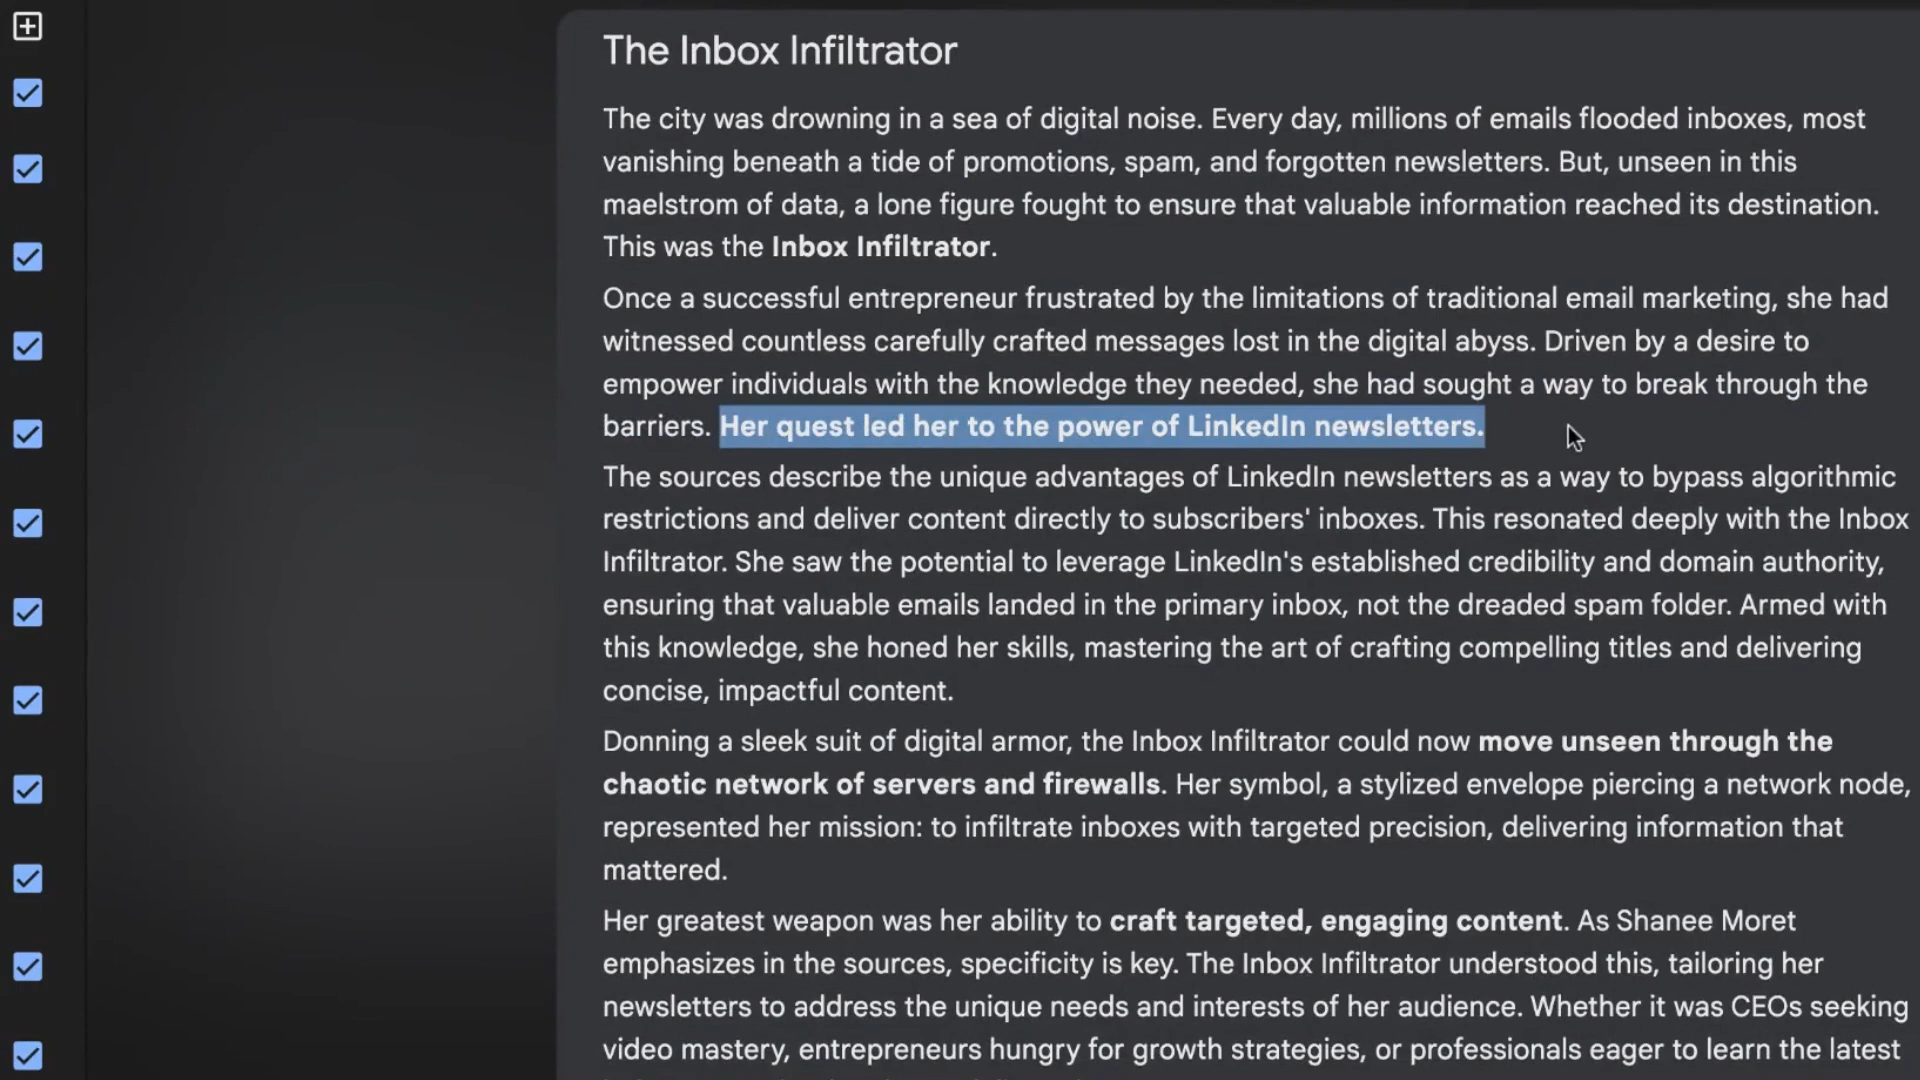 The Inbox Infiltrator
The city was drowning in a sea of digital noise. Every day, millions of emails flooded inboxes, most
vanishing beneath a tide of promotions, spam, and forgotten newsletters. But, unseen in this
maelstrom of data, a lone figure fought to ensure that valuable information reached its destination.
This was the Inbox Infiltrator.
Once a successful entrepreneur frustrated by the limitations of traditional email marketing, she had
witnessed countless carefully crafted messages lost in the digital abyss. Driven by a desire to
empower individuals with the knowledge they needed, she had sought a way to break through the
barriers. Her quest led her to the power of LinkedIn newsletters.
The sources describe the unique advantages of LinkedIn newsletters as a way to bypass algorithmic
restrictions and deliver content directly to subscribers' inboxes. This resonated deeply with the Inbox
Infiltrator. She saw the potential to leverage LinkedIn's established credibility and domain authority,
ensuring that valuable emails landed in the primary inbox, not the dreaded spam folder. Armed with
this knowledge, she honed her skills, mastering the art of crafting compelling titles and delivering
concise, impactful content.
Donning a sleek suit of digital armor, the Inbox Infiltrator could now move unseen through the
chaotic network of servers and firewalls. Her symbol, a stylized envelope piercing a network node,
represented her mission: to infiltrate inboxes with targeted precision, delivering information that
mattered.
Her greatest weapon was her ability to craft targeted, engaging content. As Shanee Moret
emphasizes in the sources, specificity is key. The Inbox Infiltrator understood this, tailoring her
newsletters to address the unique needs and interests of her audience. Whether it was CEOs seeking
video mastery, entrepreneurs hungry for growth strategies, or professionals eager to learn the latest